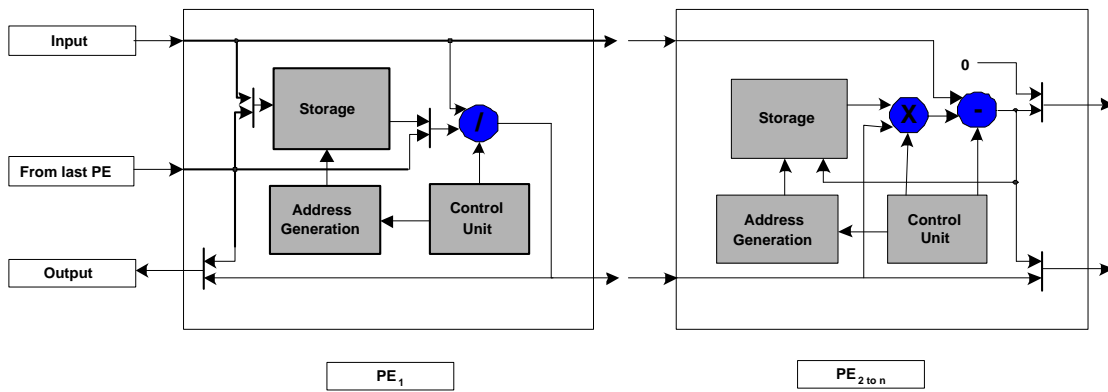 Input
From last PE
Output
Storage
/
Address
Generation
Control
Unit
PE1
0
Storage
X
-
Address
Generation
Control
Unit
PE2 to n